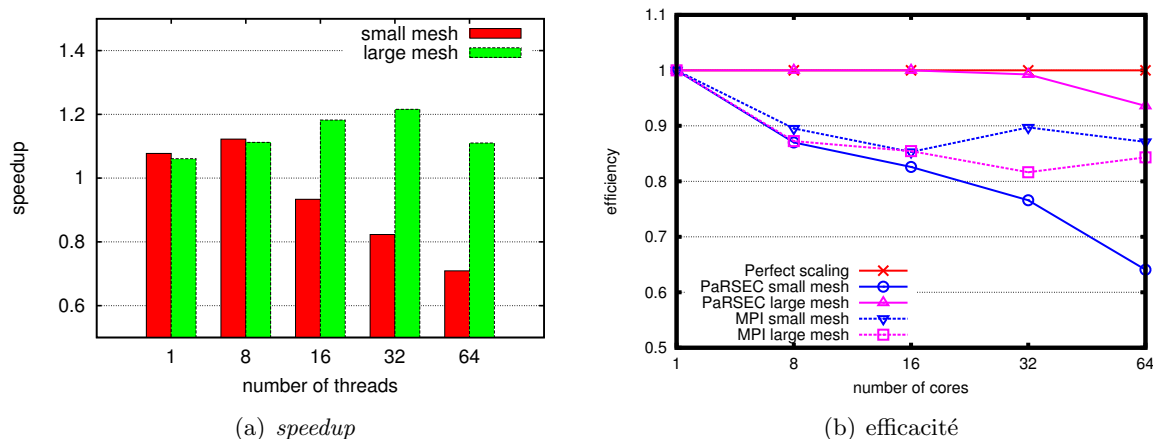 1.4
1.2
1
0.8
0.6
speedup
small mesh
large mesh
1 8 16 32 64
number of threads
(a) speedup
1.1
1
0.9
0.8
0.7
0.6
0.5
efficiency
Perfect scaling
PaRSEC small mesh
PaRSEC large mesh
MPI small mesh
MPI large mesh
1 8 16 32 64
number of cores
(b) efficacité